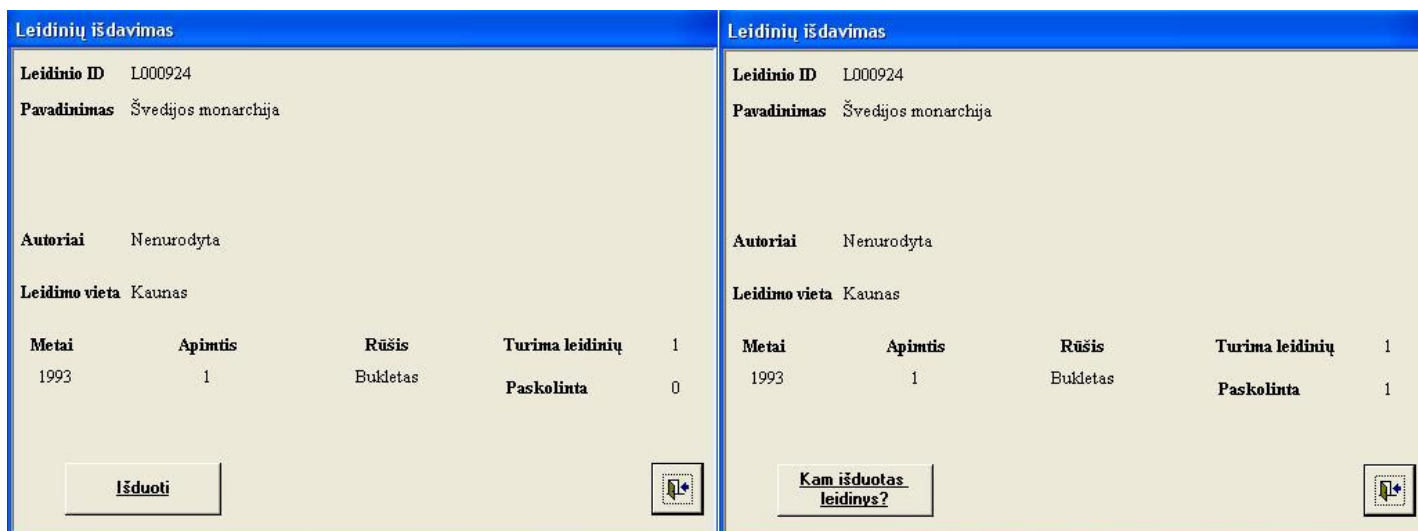 Leidinių išdavimas
Leidinio ID L000924
Pavadinimas Švedijos monarchija
Autoriai Nenurodyta
Leidimo vieta Kaunas
Metai Apimtis Rūšis Turima leidinių 1
1993 1 Bukletas
Paskolinta 0
Išduoti
Leidinių išdavimas
Leidinio ID L000924
Pavadinimas Švedijos monarchija
Autoriai Nenurodyta
Leidimo vieta Kaunas
Metai Apimtis Rūšis Turima leidinių 1
1993 1 Bukletas
Paskolinta 1
Kam išduotas
leidinys?